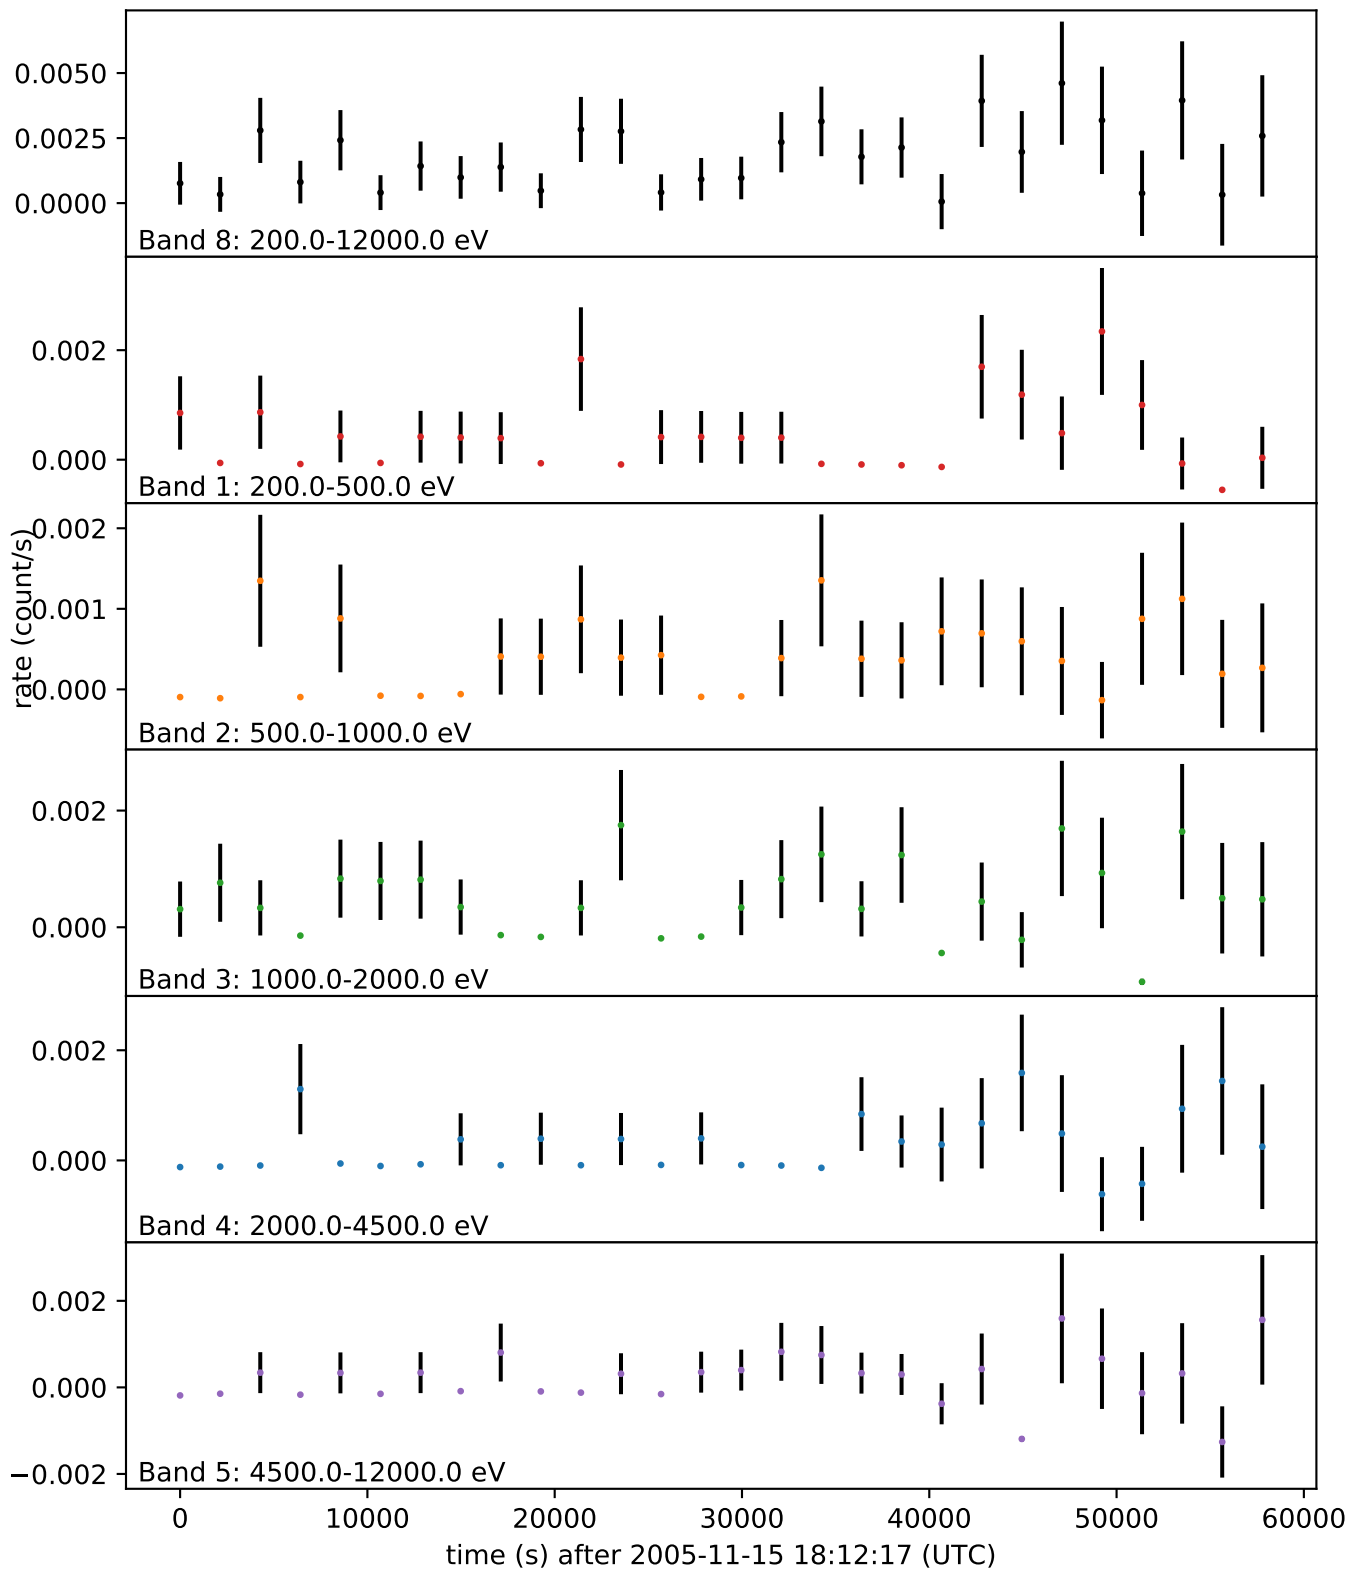 0.0050
0.0025
0.0000
Band 8: 200.0-12000.0 eV
0.002
0.000
Band 1: 200.0-500.0 eV
rate (count/s)
0.002
0.001
0.000
Band 2: 500.0-1000.0 eV
0.002
0.000
Band 3: 1000.0-2000.0 eV
0.002
0.000
Band 4: 2000.0-4500.0 eV
0.002
0.000
−0.002
Band 5: 4500.0-12000.0 eV
0 10000 20000 30000 40000 50000 60000
time (s) after 2005-11-15 18:12:17 (UTC)